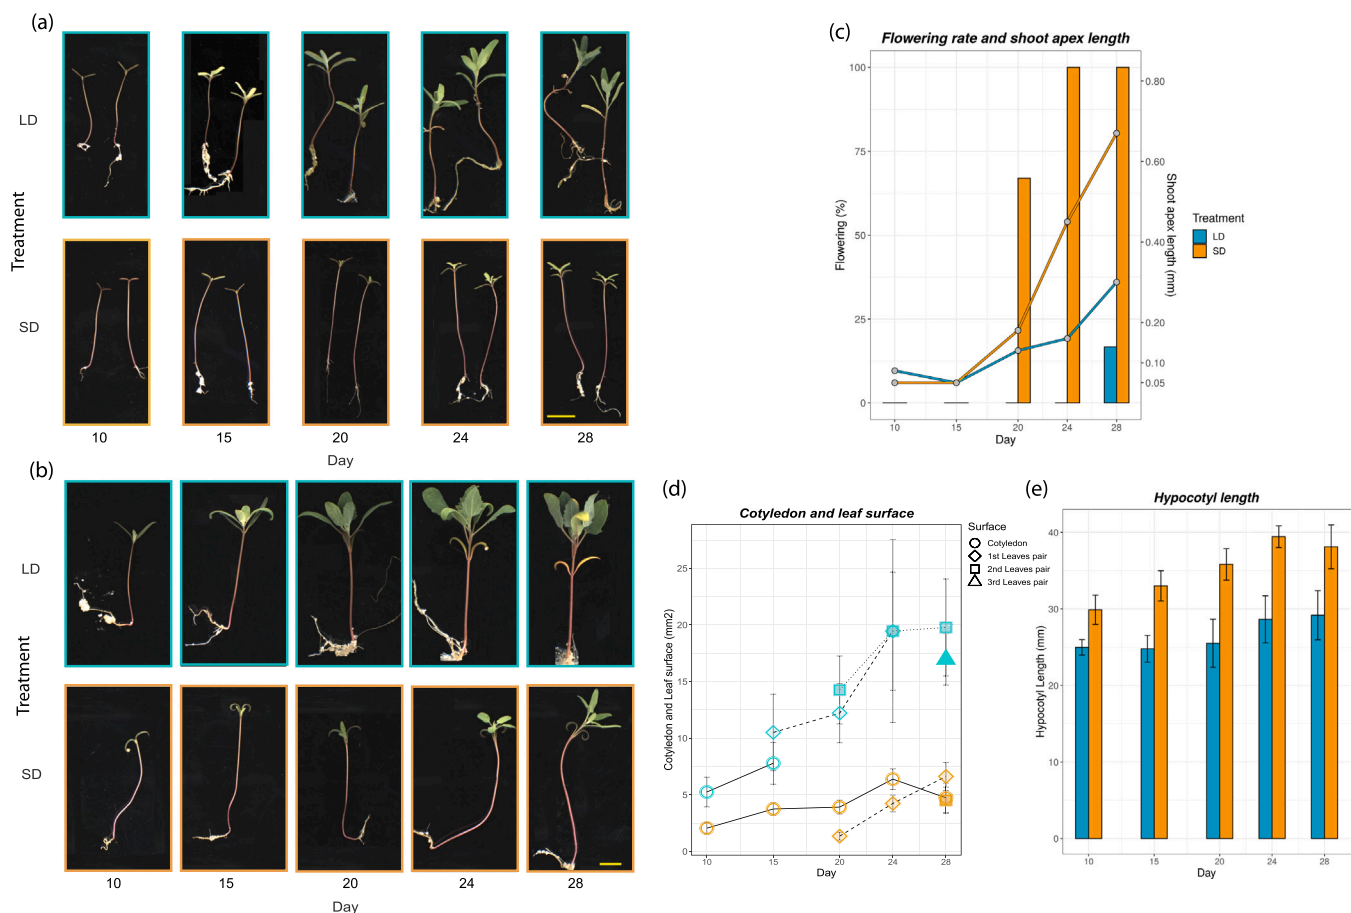 (a)
LD
SD
Treatment
10 15 20 24 28
Day
(b)
LD
SD
Treatment
10 15 20 24 28
Day
(c)
Flowering rate and shoot apex length
100
75
50
25
0
Flowering (%)
0.80
0.60
0.40
0.20
0.10
0.05
Shoot apex length (mm)
10 15 20 24 28
Day
Treatment
LD
SD
(d)
Cotyledon and leaf surface
25
20
15
10
5
0
Cotyledon and Leaf surface (mm2)
10 15 20 24 28
Day
Surface
Cotyledon
1st Leaves pair
2nd Leaves pair
3rd Leaves pair
(e)
Hypocotyl length
40
30
20
10
0
Hypocotyl Length (mm)
10 15 20 24 28
Day